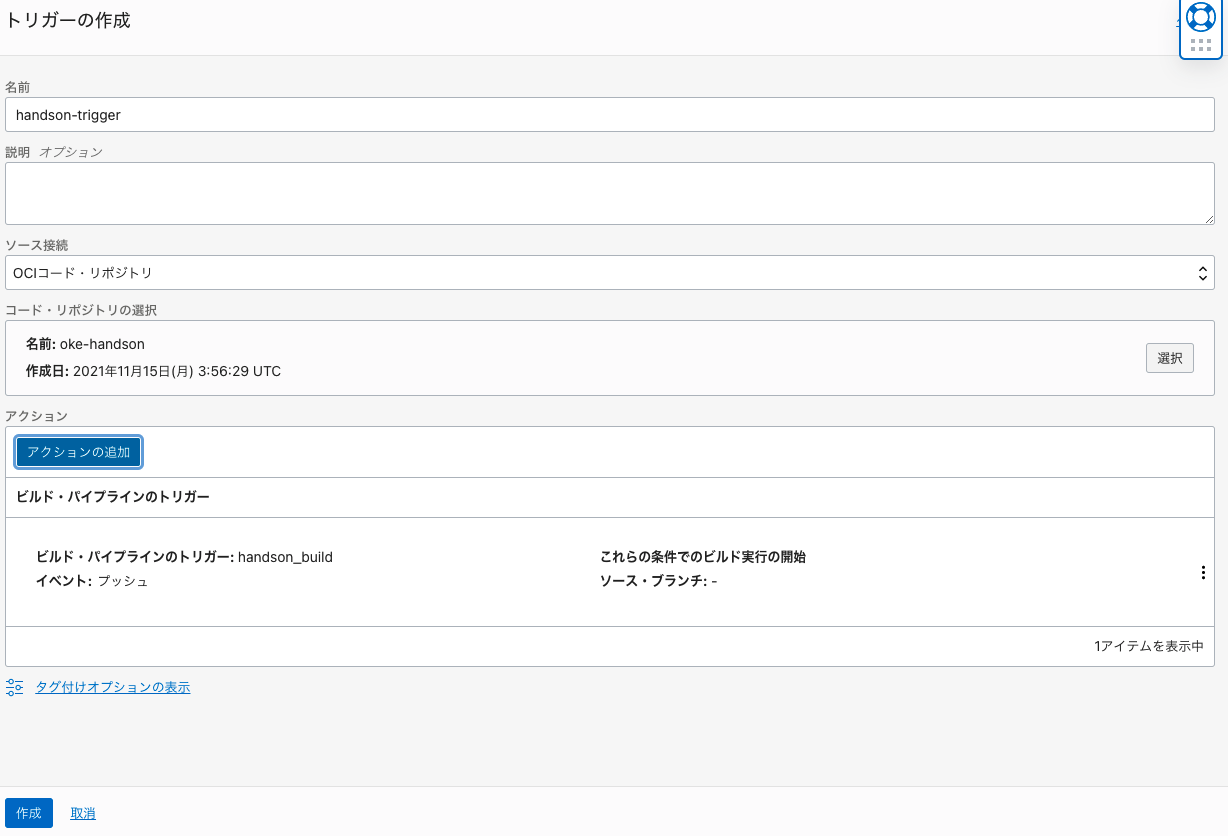 トリガーの作成
名前
handson-trigger
説明 オプション
ソース接続
OCIコード・リポジトリ
コード・リポジトリの選択
名前: oke-handson
作成日: 2021年11月15日(月) 3:56:29 UTC
選択
アクション
アクションの追加
ビルド・パイプラインのトリガー
ビルド・パイプラインのトリガー: handson_build
イベント: プッシュ
これらの条件でのビルド実行の開始
ソース・ブランチ: -
1アイテムを表示中
タグ付けオプションの表示
作成 取消